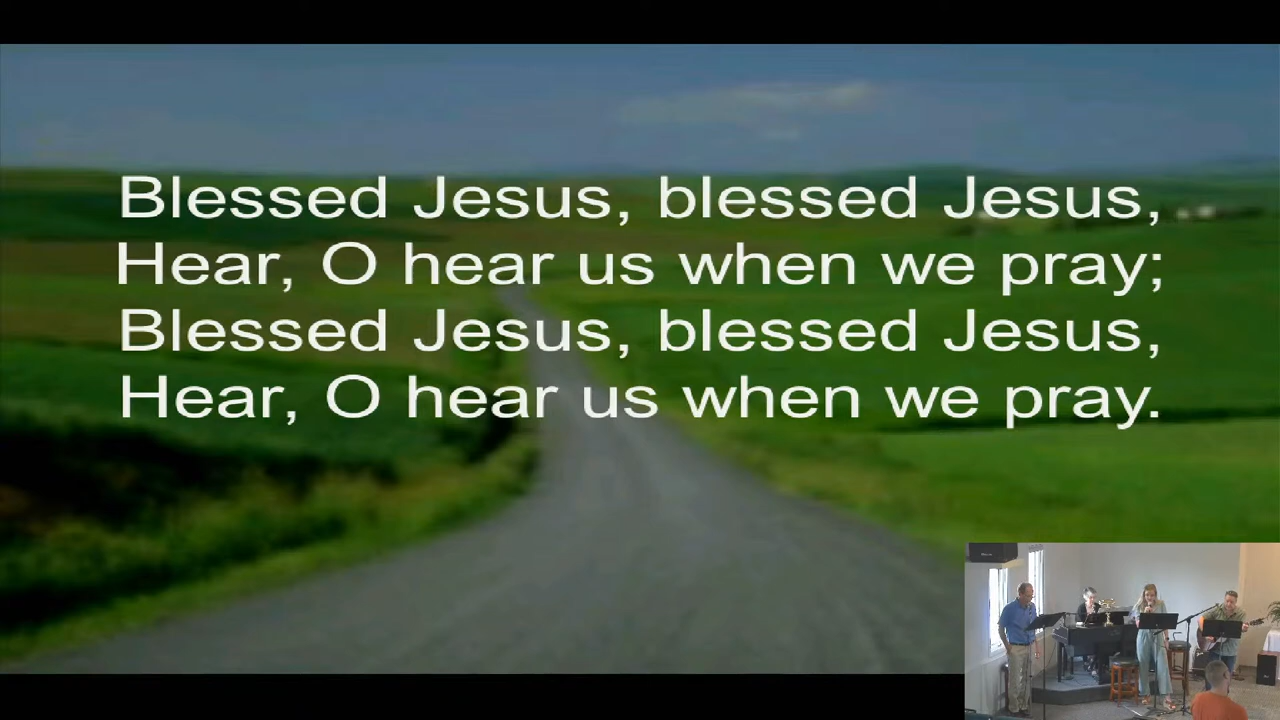 Blessed Jesus, blessed Jesus,
Hear, O hear us when we pray;
Blessed Jesus, blessed Jesus,
Hear, O hear us when we pray.